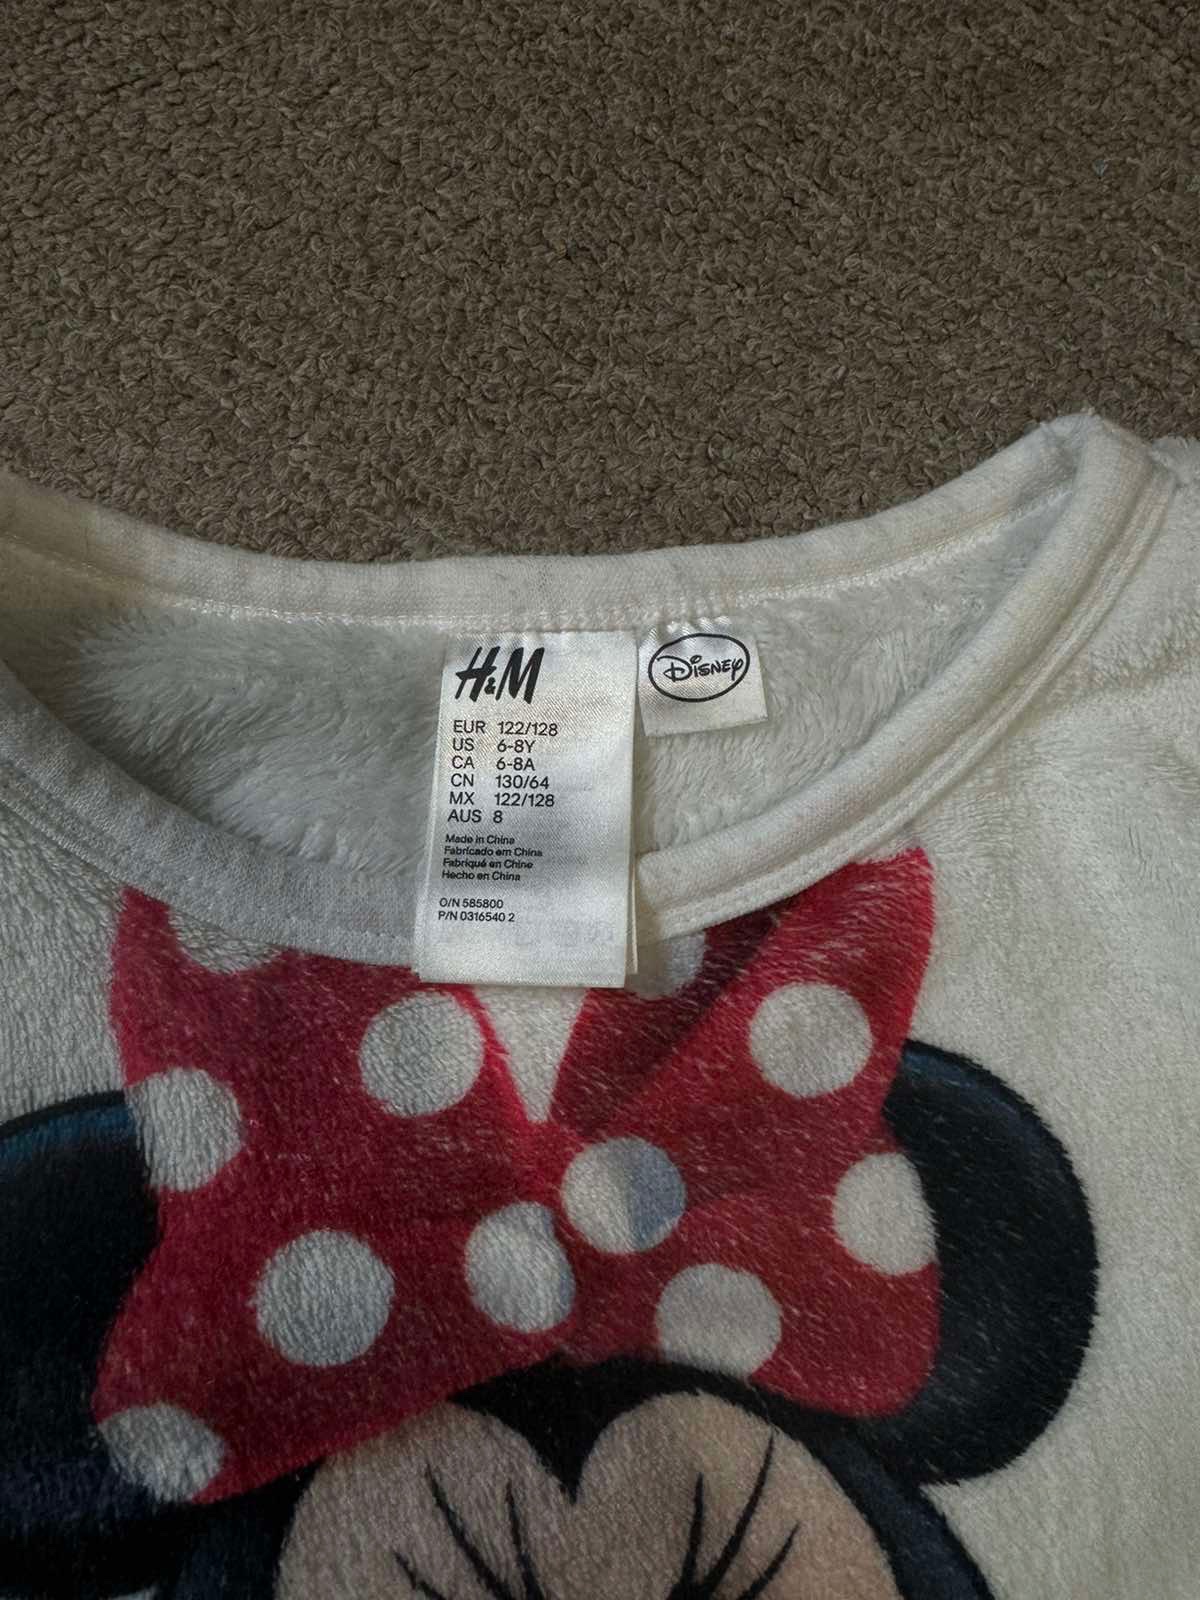 H&M
Disney
EUR 122/128
US 6-8Y
CA 6-8A
CN 130/64
MX 122/128
AUS 8
Made in China
Fabricado em China
Fabriqué en Chine
Hecho en China
O/N 585800
P/N 0316540 2